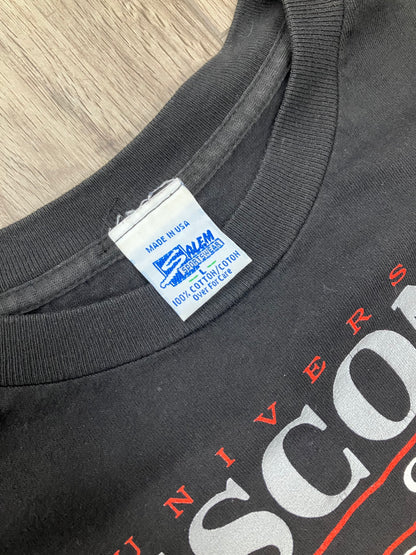 MADE IN USA
SALEM
SPORTSWEAR
L
100% COTTON/COTON
Over For Care
UNIVERS
SCON